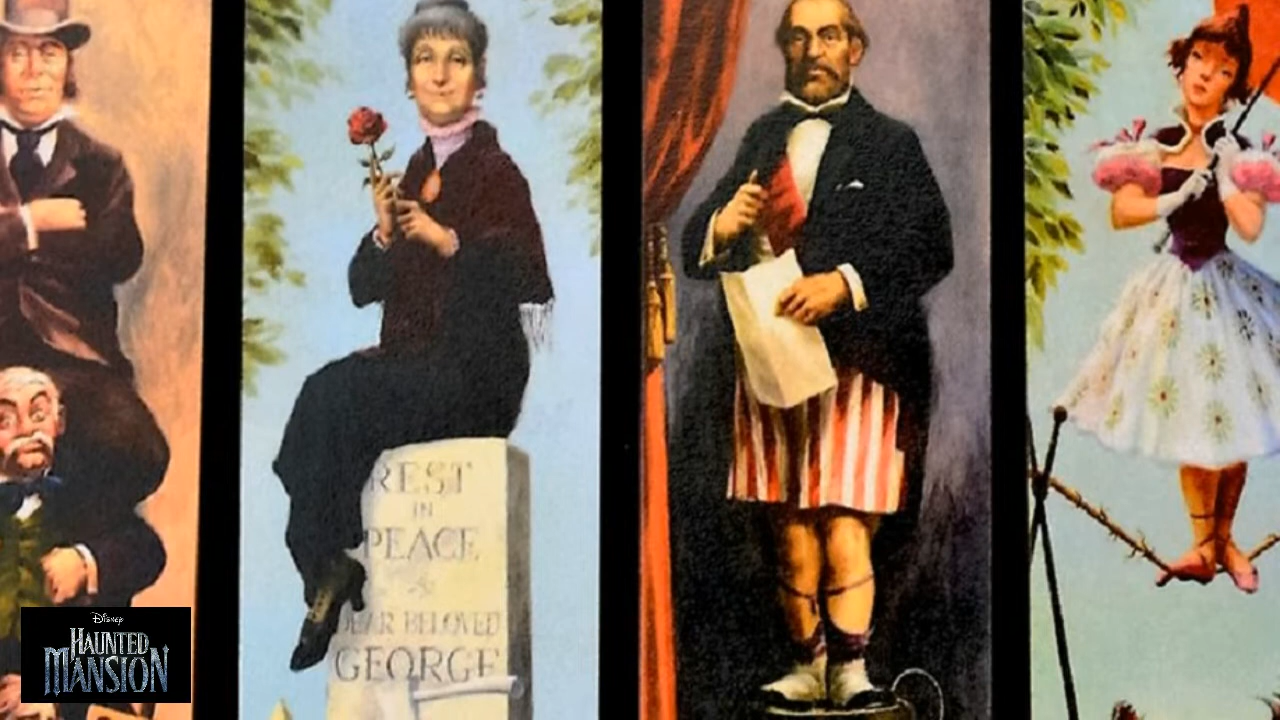 REST
IN
PEACE
DEAR BELOVED
GEORGE
Disney
HAUNTED
MANSION